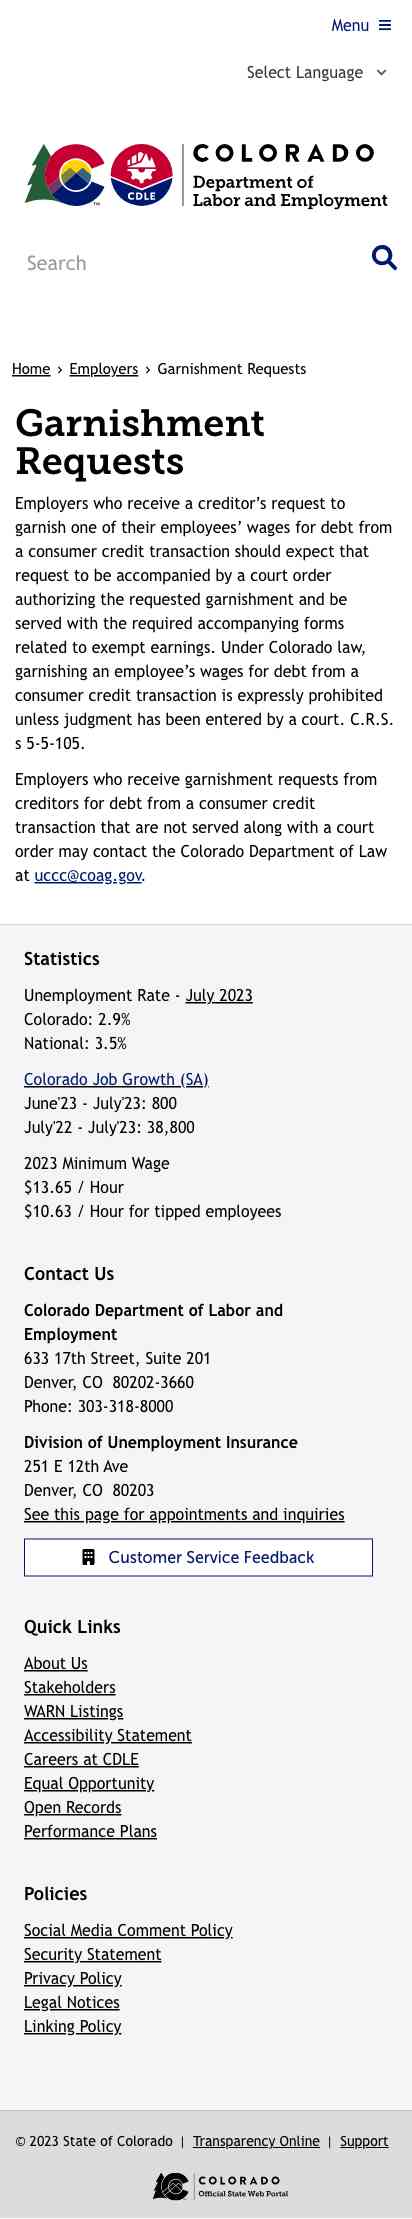 Menu
Select Language
CDLE
TM
COLORADO
Department of
Labor and Employment
Search
Home › Employers › Garnishment Requests
Garnishment
Requests
Employers who receive a creditor’s request to
garnish one of their employees’ wages for debt from
a consumer credit transaction should expect that
request to be accompanied by a court order
authorizing the requested garnishment and be
served with the required accompanying forms
related to exempt earnings. Under Colorado law,
garnishing an employee’s wages for debt from a
consumer credit transaction is expressly prohibited
unless judgment has been entered by a court. C.R.S.
s 5-5-105.
Employers who receive garnishment requests from
creditors for debt from a consumer credit
transaction that are not served along with a court
order may contact the Colorado Department of Law
at uccc@coag.gov.
Statistics
Unemployment Rate - July 2023
Colorado: 2.9%
National: 3.5%
Colorado Job Growth (SA)
June'23 - July'23: 800
July'22 - July'23: 38,800
2023 Minimum Wage
$13.65 / Hour
$10.63 / Hour for tipped employees
Contact Us
Colorado Department of Labor and
Employment
633 17th Street, Suite 201
Denver, CO  80202-3660
Phone: 303-318-8000
Division of Unemployment Insurance
251 E 12th Ave
Denver, CO  80203
See this page for appointments and inquiries
Customer Service Feedback
Quick Links
About Us
Stakeholders
WARN Listings
Accessibility Statement
Careers at CDLE
Equal Opportunity
Open Records
Performance Plans
Policies
Social Media Comment Policy
Security Statement
Privacy Policy
Legal Notices
Linking Policy
© 2023 State of Colorado | Transparency Online | Support
COLORADO
Official State Web Portal